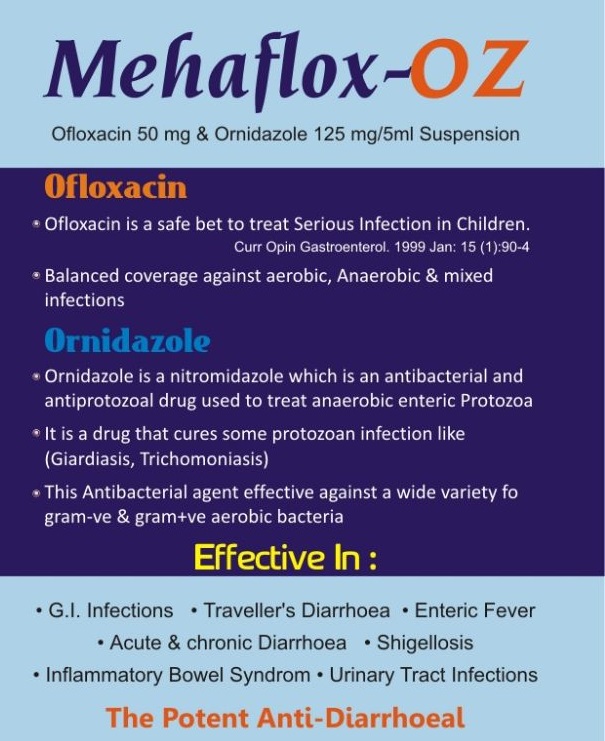 Mehaflox-OZ
Ofloxacin 50 mg & Ornidazole 125 mg/5ml Suspension
Ofloxacin
Ofloxacin is a safe bet to treat Serious Infection in Children.
Curr Opin Gastroenterol. 1999 Jan: 15 (1):90-4
Balanced coverage against aerobic, Anaerobic & mixed
infections
Ornidazole
Ornidazole is a nitromidazole which is an antibacterial and
antiprotozoal drug used to treat anaerobic enteric Protozoa
It is a drug that cures some protozoan infection like
(Giardiasis, Trichomoniasis)
This Antibacterial agent effective against a wide variety fo
gram-ve & gram+ve aerobic bacteria
Effective In :
• G.I. Infections • Traveller's Diarrhoea • Enteric Fever
• Acute & chronic Diarrhoea • Shigellosis
• Inflammatory Bowel Syndrom • Urinary Tract Infections
The Potent Anti-Diarrhoeal